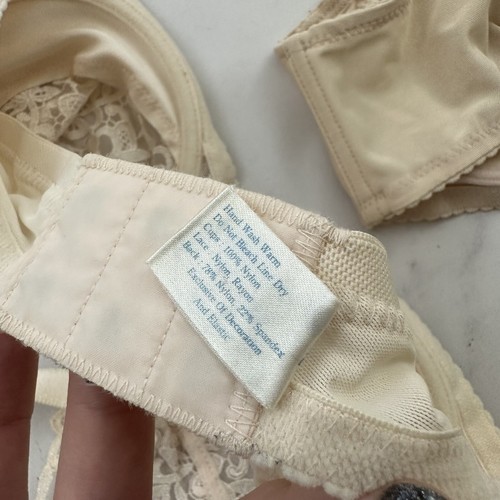 Hand Wash Warm
Do Not Bleach Line Dry
Cups : 100% Nylon
Lace : Nylon, Rayon
Back : 78% Nylon, 22% Spandex
Exclusive Of Decoration
And Elastic